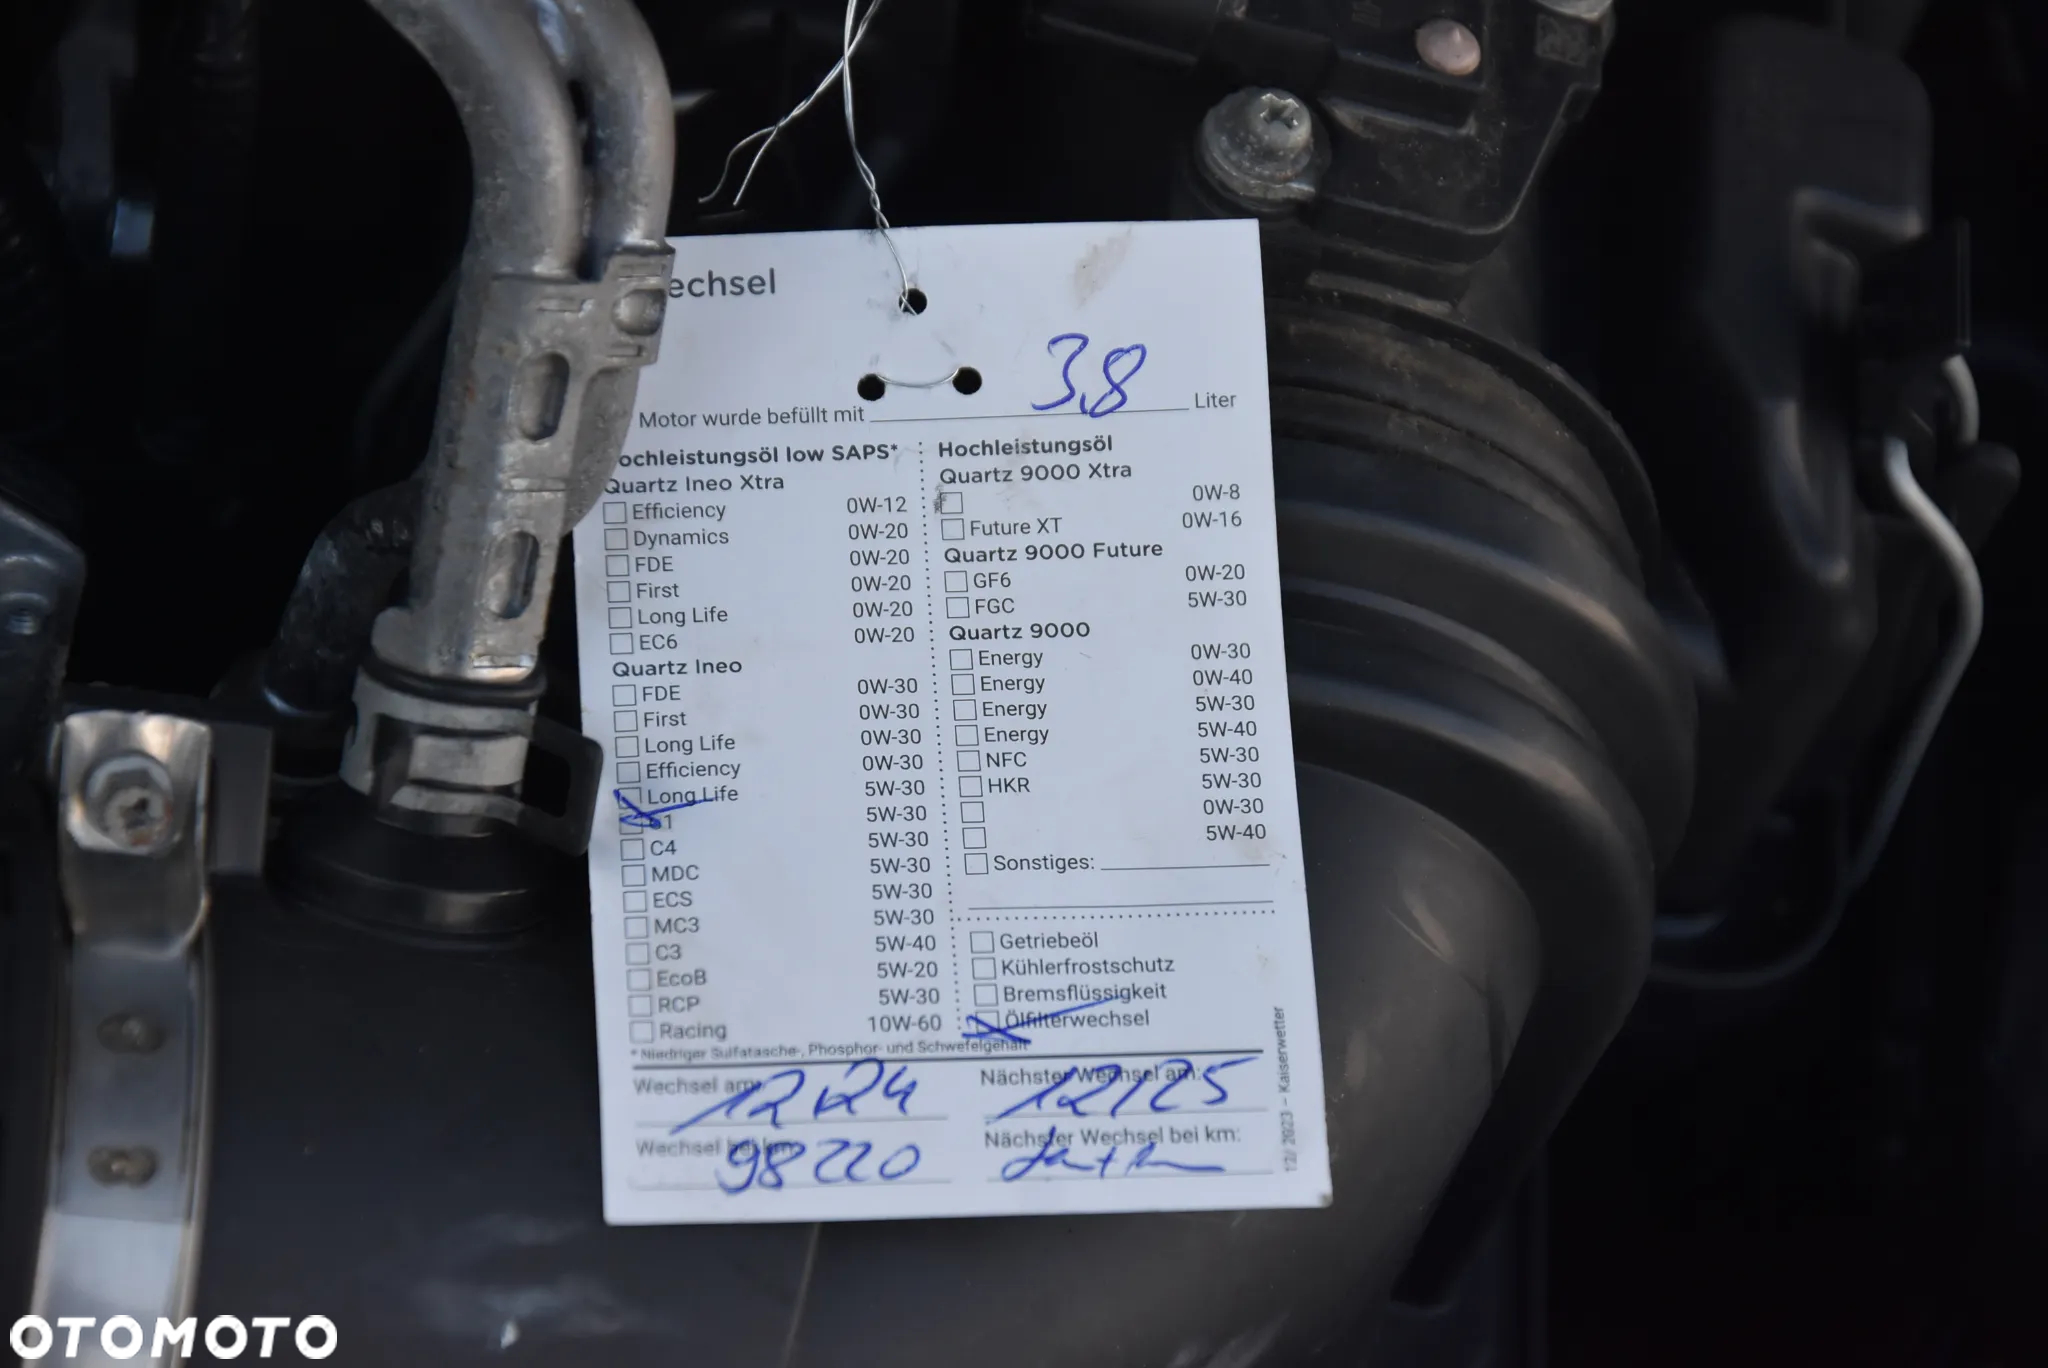 echsel
3,8
Motor wurde befüllt mit Liter
ochleistungsöl low SAPS*
Quartz Ineo Xtra
Efficiency 0W-12
Dynamics 0W-20
FDE 0W-20
First 0W-20
Long Life 0W-20
EC6 0W-20
Quartz Ineo
FDE 0W-30
First 0W-30
Long Life 0W-30
Efficiency 0W-30
Long Life 5W-30
5W-30
C4 5W-30
MDC 5W-30
ECS 5W-30
MC3 5W-30
C3 5W-40
EcoB 5W-20
RCP 5W-30
Racing 10W-60
* Niedriger Sulfatasche-, Phosphor- und Schwefelgehalt
Hochleistungsöl
Quartz 9000 Xtra
0W-8
Future XT 0W-16
Quartz 9000 Future
GF6 0W-20
FGC 5W-30
Quartz 9000
Energy 0W-30
Energy 0W-40
Energy 5W-30
Energy 5W-40
NFC 5W-30
HKR 5W-30
0W-30
5W-40
Sonstiges:
Getriebeöl
Kühlerfrostschutz
Bremsflüssigkeit
Ölfilterwechsel
Wechsel am: 12/24
Nächster Wechsel am: 12/25
Wechsel bei km: 98220
Nächster Wechsel bei km:
12/2023 – Kaiserwetter
OTOMOTO